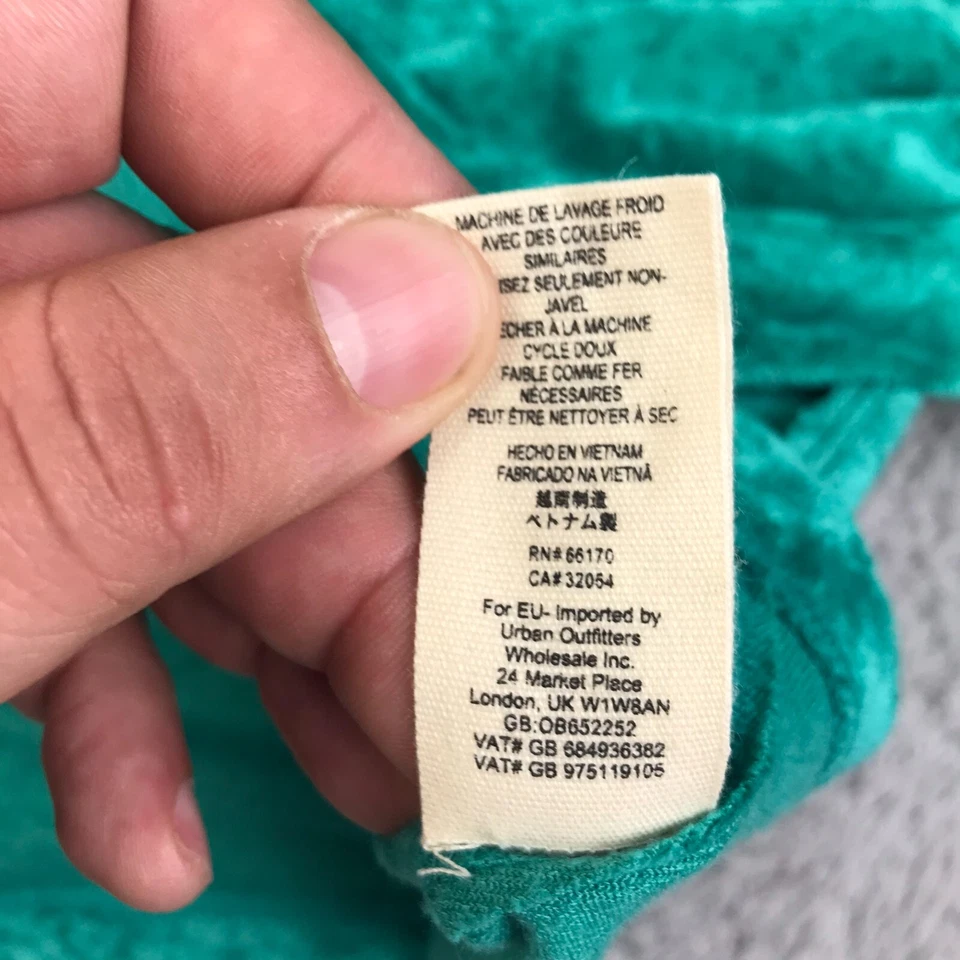 MACHINE DE LAVAGE FROID
AVEC DES COULEURE
SIMILAIRES
SEULEMENT NON-
JAVEL
À LA MACHINE
CYCLE DOUX
FAIBLE COMME FER
NÉCESSAIRES
PEUT ÊTRE NETTOYER À SEC
HECHO EN VIETNAM
FABRICADO NA VIETNÃ
越南制造
ベトナム製
RN# 66170
CA# 32054
For EU- Imported by
Urban Outfitters
Wholesale Inc.
24 Market Place
London, UK W1W8AN
GB:OB652252
VAT# GB 684936382
VAT# GB 975119105